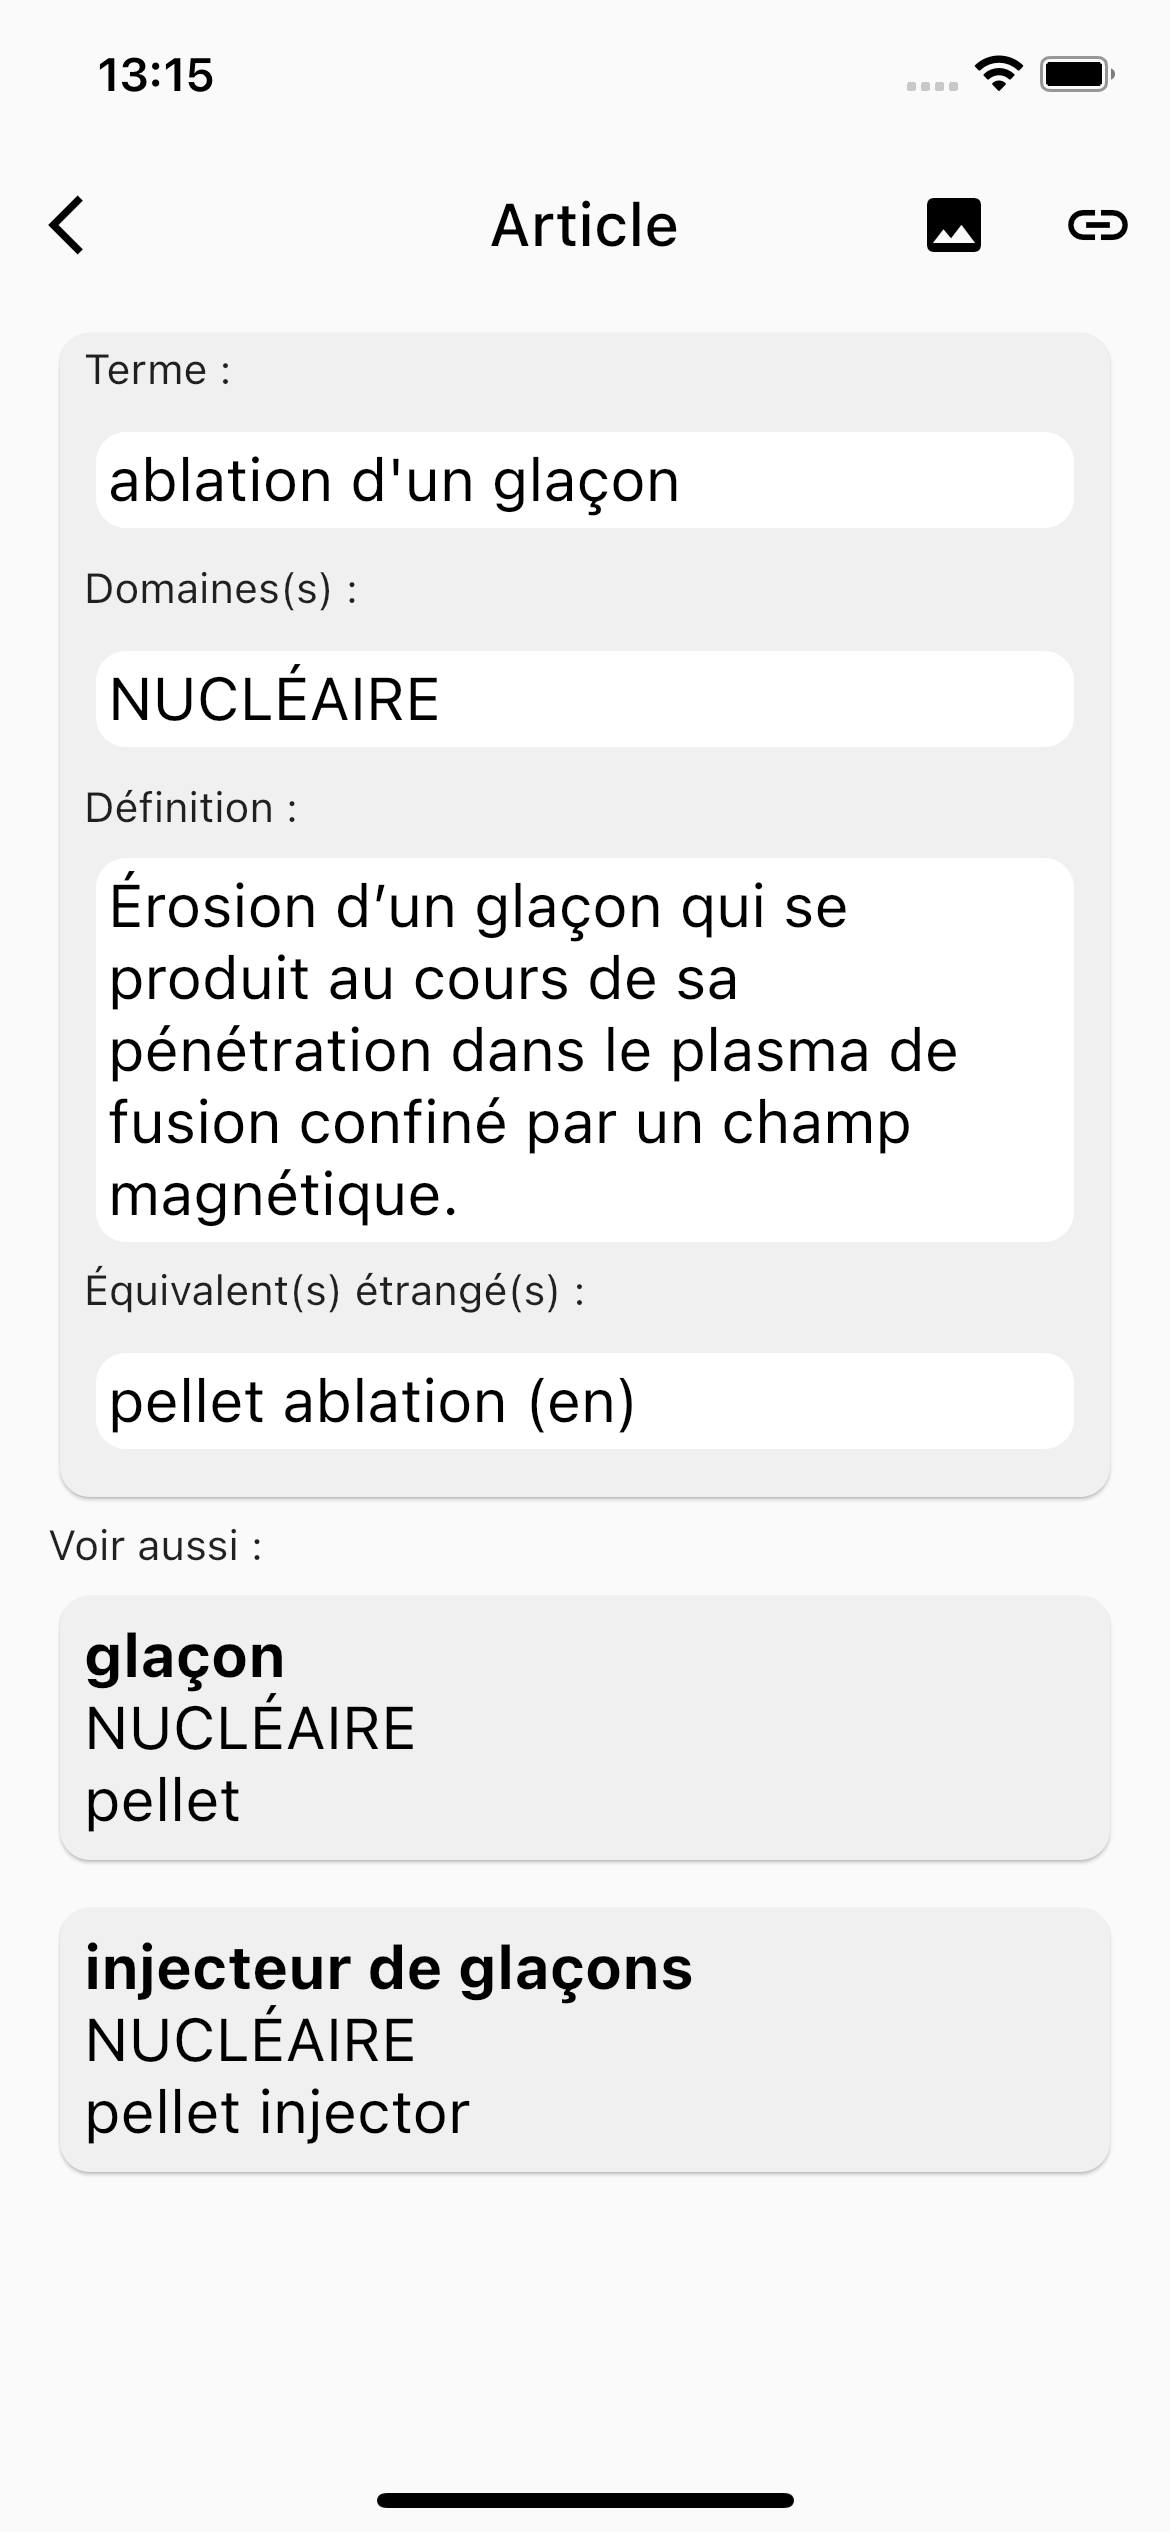 13:15
Article
Terme :
ablation d'un glaçon
Domaines(s) :
NUCLÉAIRE
Définition :
Érosion d’un glaçon qui se
produit au cours de sa
pénétration dans le plasma de
fusion confiné par un champ
magnétique.
Équivalent(s) étrangé(s) :
pellet ablation (en)
Voir aussi :
glaçon
NUCLÉAIRE
pellet
injecteur de glaçons
NUCLÉAIRE
pellet injector